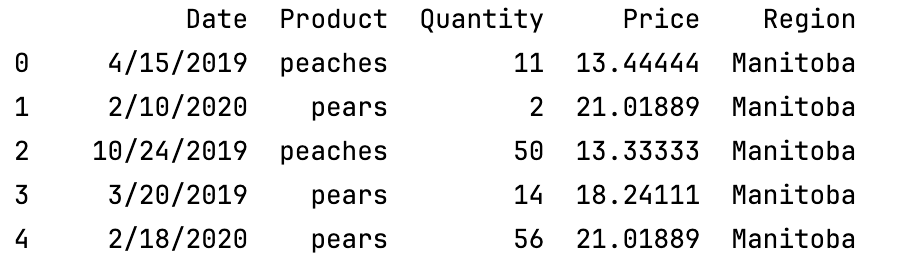 Date Product Quantity Price Region
0 4/15/2019 peaches 11 13.44444 Manitoba
1 2/10/2020 pears 2 21.01889 Manitoba
2 10/24/2019 peaches 50 13.33333 Manitoba
3 3/20/2019 pears 14 18.24111 Manitoba
4 2/18/2020 pears 56 21.01889 Manitoba